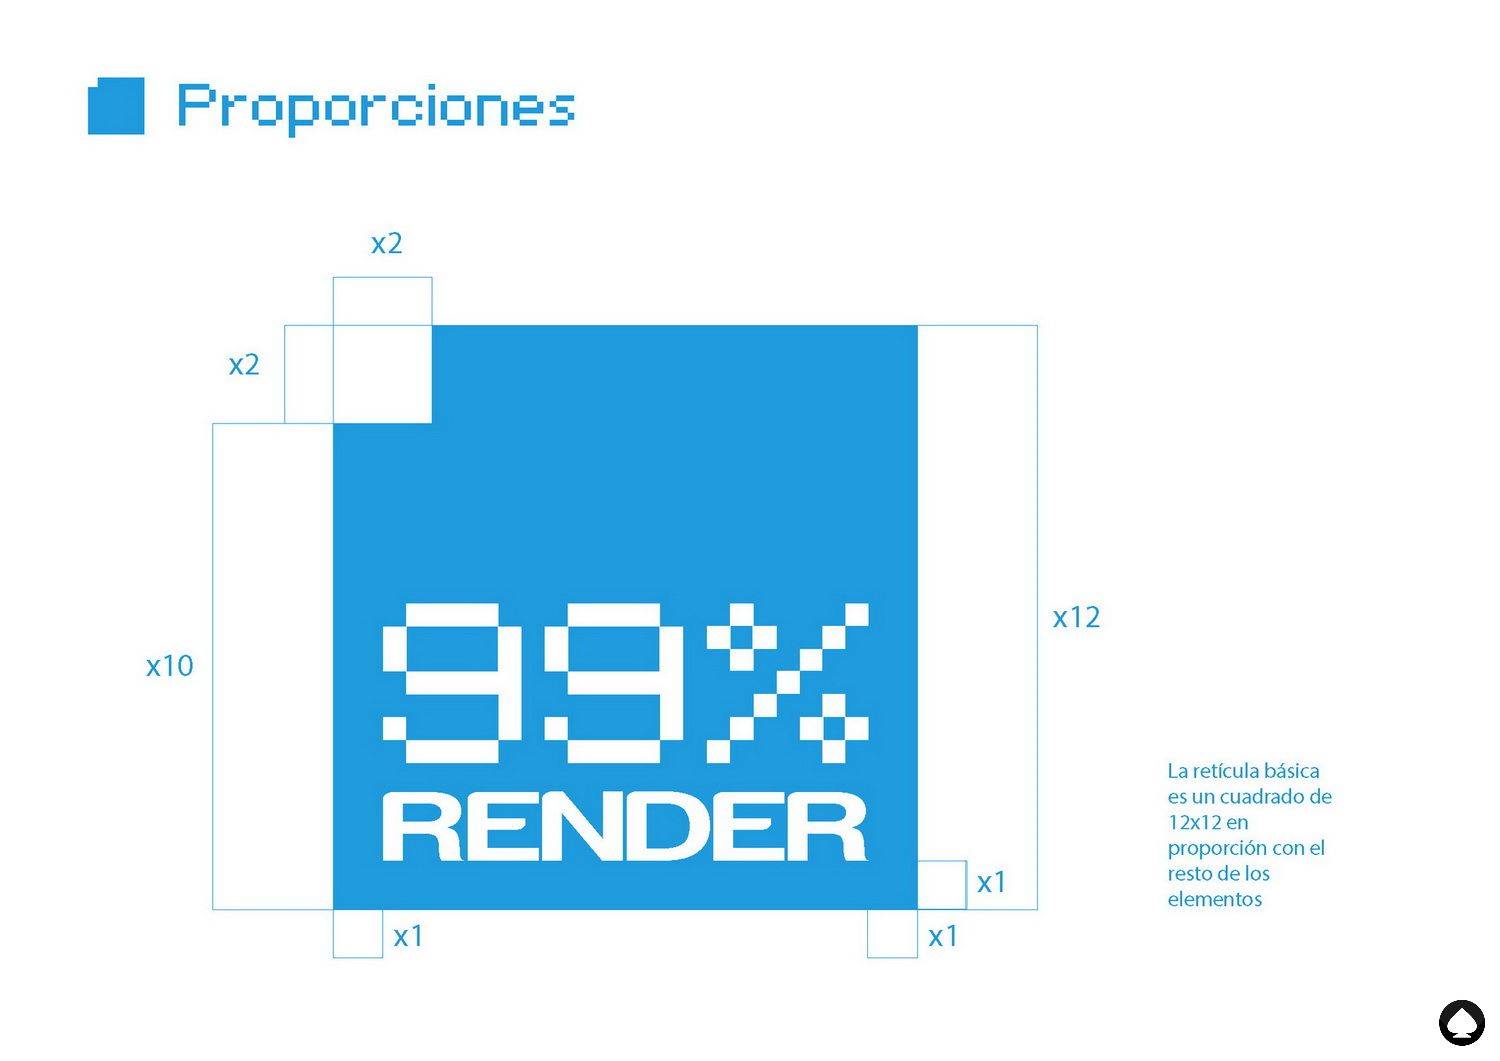 Proporciones
x2
x2
x10
x12
99%
RENDER
x1
x1
x1
La retícula básica
es un cuadrado de
12x12 en
proporción con el
resto de los
elementos